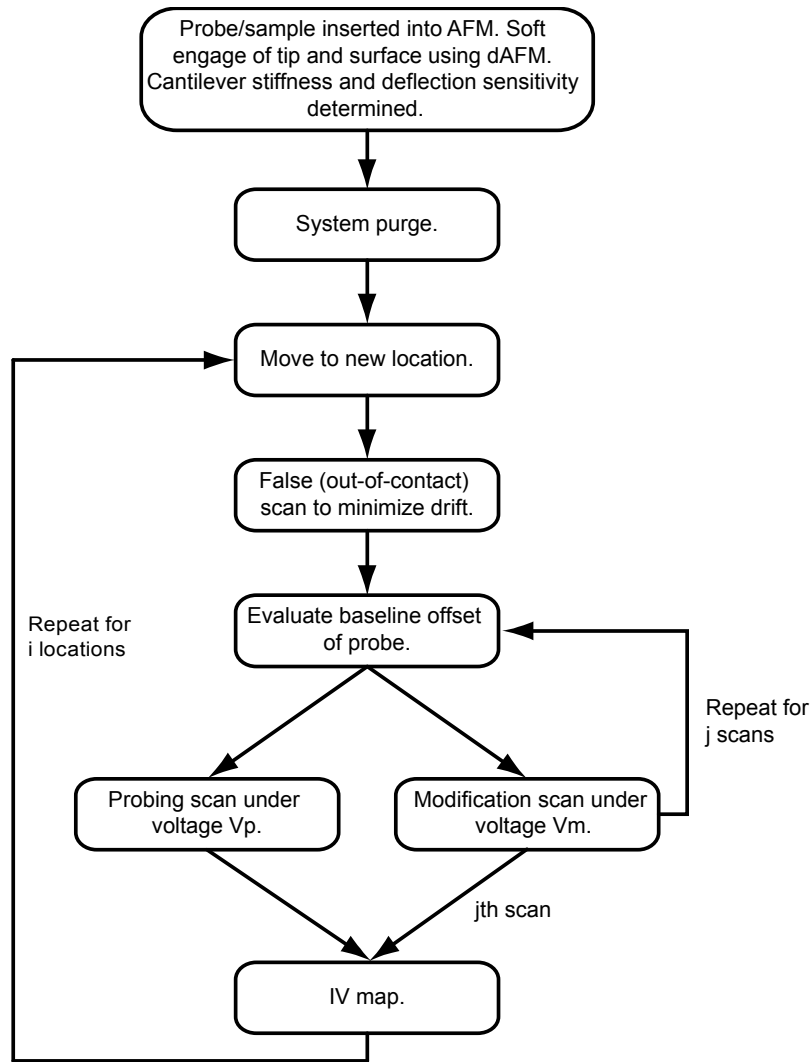 Probe/sample inserted into AFM. Soft
engage of tip and surface using dAFM.
Cantilever stiffness and deflection sensitivity
determined.
System purge.
Move to new location.
False (out-of-contact)
scan to minimize drift.
Repeat for
i locations
Evaluate baseline offset
of probe.
Repeat for
j scans
Probing scan under
voltage Vp.
Modification scan under
voltage Vm.
jth scan
IV map.